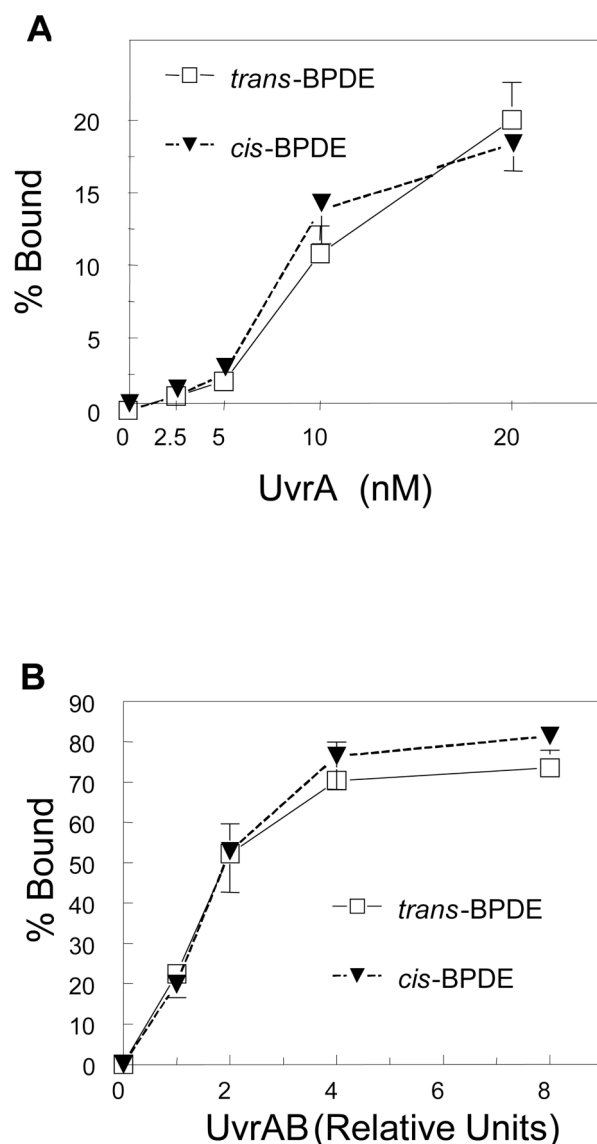 A
trans-BPDE
cis-BPDE
% Bound
20
15
10
5
0
0 2.5 5 10 20
UvrA (nM)
B
% Bound
90
80
70
60
50
40
30
20
10
0
trans-BPDE
cis-BPDE
0 2 4 6 8
UvrAB (Relative Units)